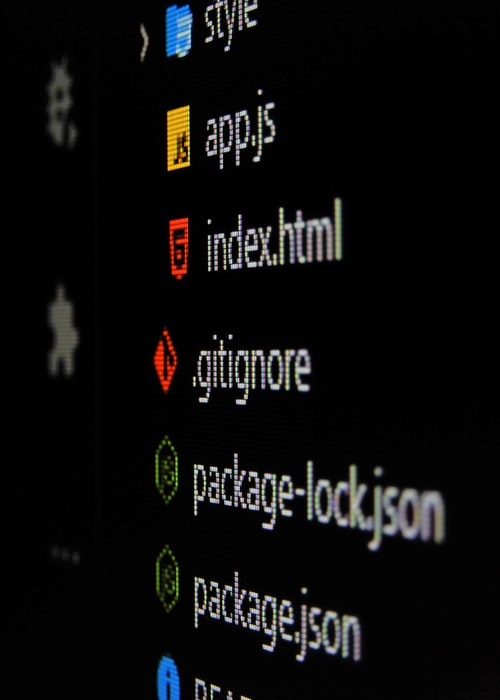 style
app.js
index.html
.gitignore
package-lock.json
package.json